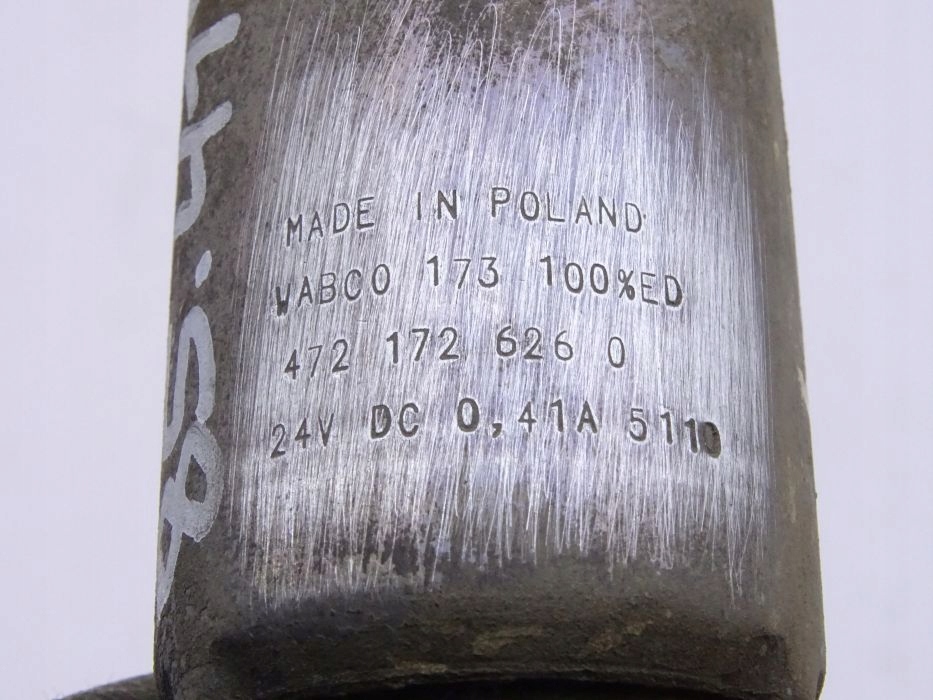 MADE IN POLAND
WABCO 173 100%ED
472 172 626 0
24V DC 0,41A 5110